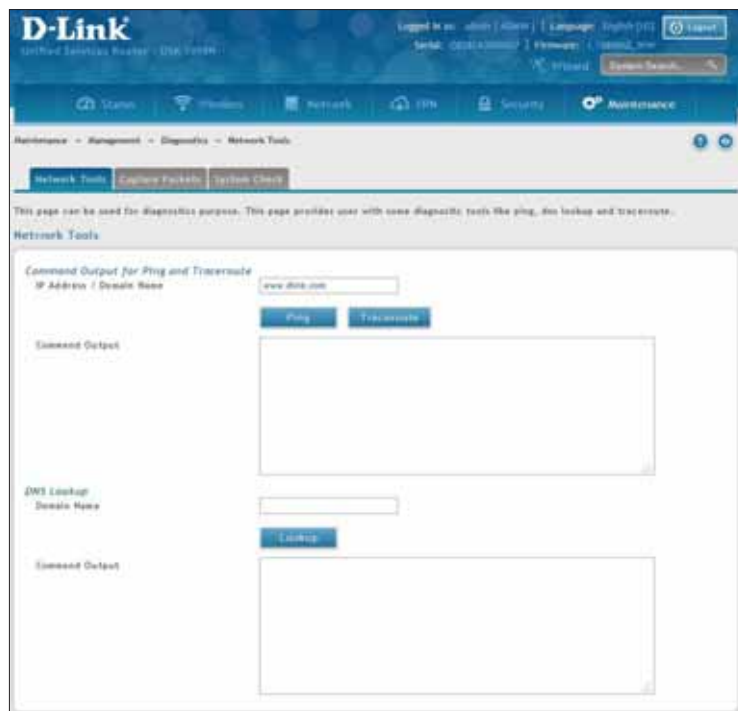 D-Link
Logged in as: admin ( ADMIN ) | Language: English [US]
Logout
Unified Services Router -
Serial: | Firmware:
Wizard
System Search...
Status
Wireless
Network
VPN
Security
Maintenance
Maintenance » Management » Diagnostics » Network Tools
Network Tools
Capture Packets
System Check
This page can be used for diagnostics purpose. This page provides user with some diagnostic tools like ping, dns lookup and traceroute.
Network Tools
Command Output for Ping and Traceroute
IP Address / Domain Name
www.dlink.com
Ping
Traceroute
Command Output
DNS Lookup
Domain Name
Lookup
Command Output